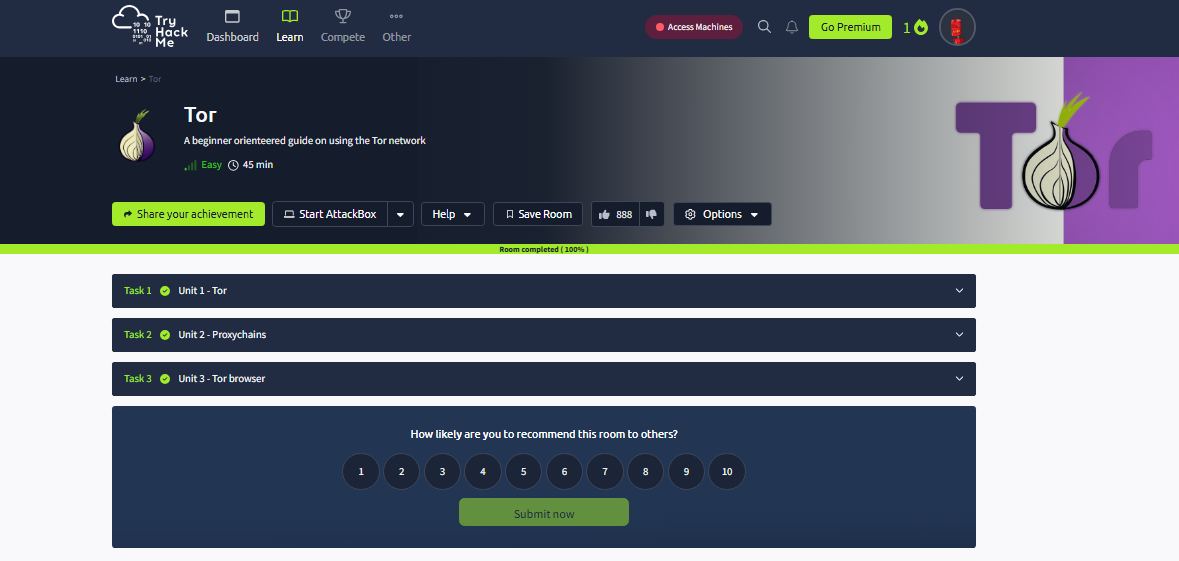 Try Hack Me
Dashboard
Learn
Compete
Other
Access Machines
Go Premium
1
Learn > Tor
Tor
A beginner orienteered guide on using the Tor network
Easy 45 min
Share your achievement
Start AttackBox
Help
Save Room
888
Options
Tor
Room completed ( 100% )
Task 1 Unit 1 - Tor
Task 2 Unit 2 - Proxychains
Task 3 Unit 3 - Tor browser
How likely are you to recommend this room to others?
1 2 3 4 5 6 7 8 9 10
Submit now